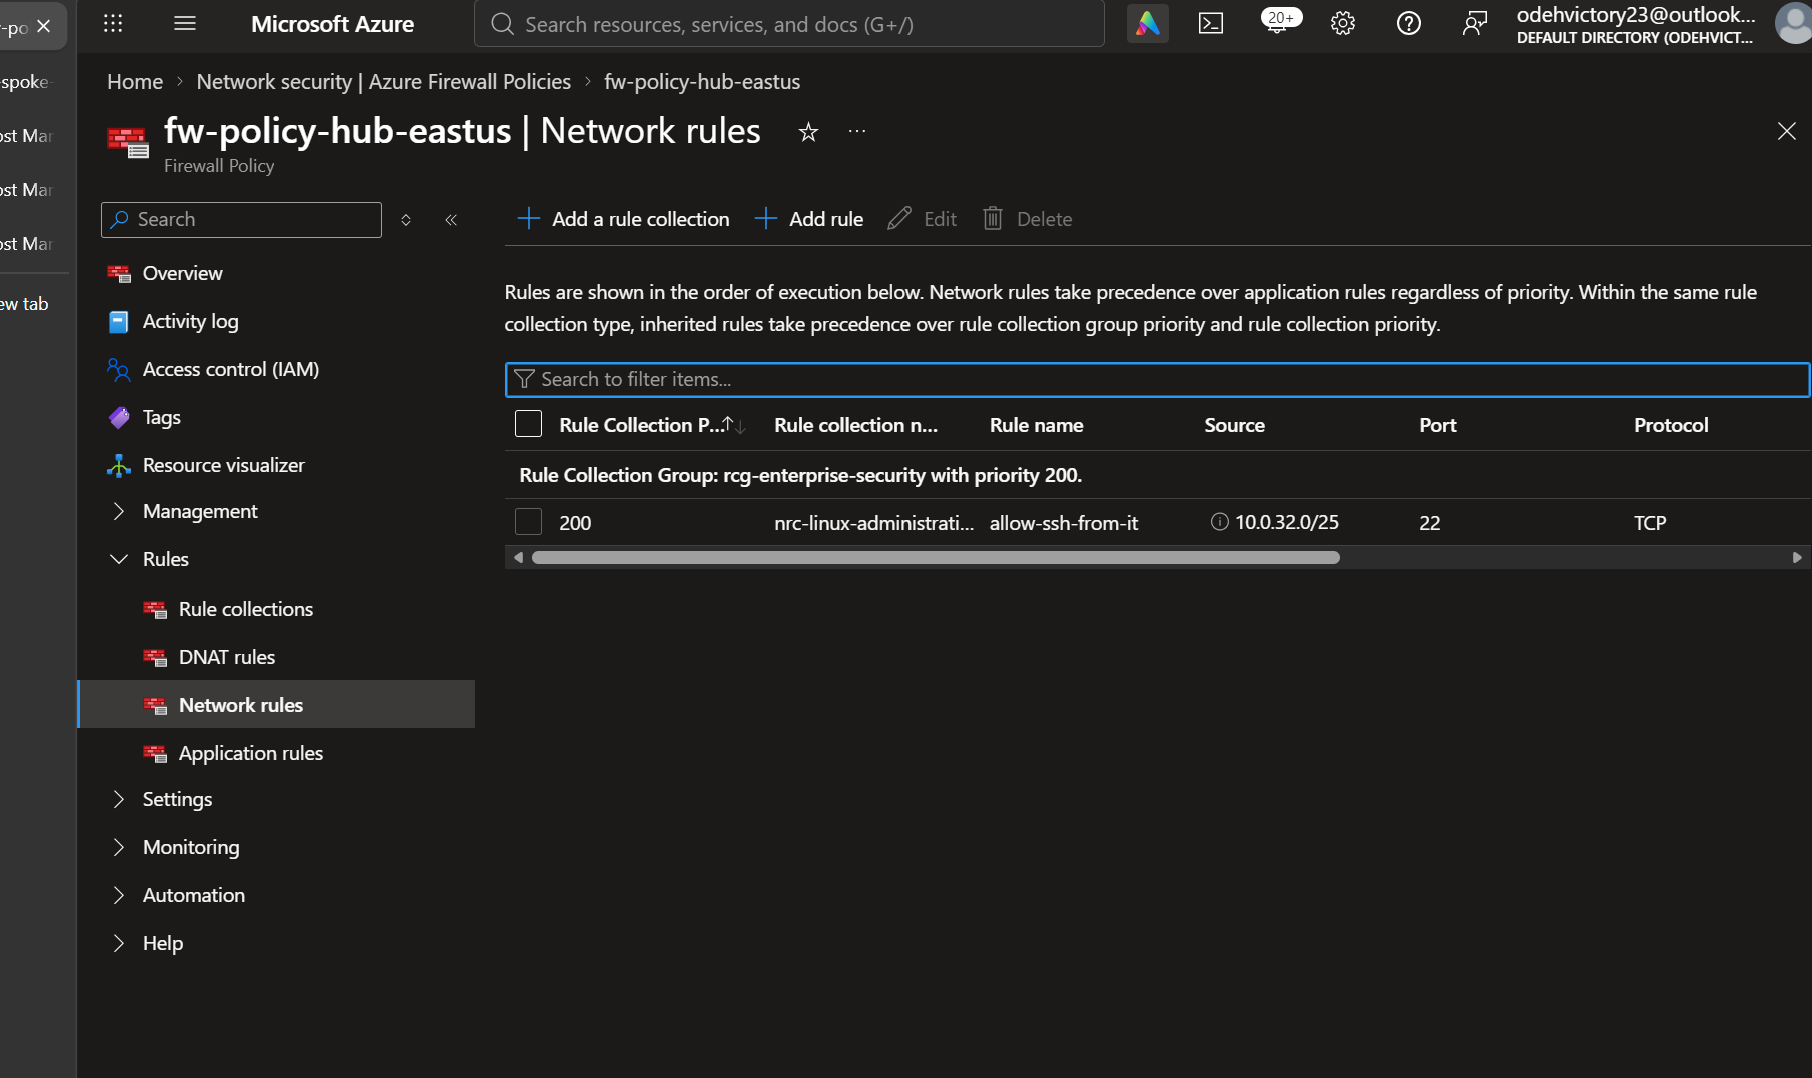 Microsoft Azure
Search resources, services, and docs (G+/)
20+
odehvictory23@outlook...
DEFAULT DIRECTORY (ODEHVICT...
-po
-spoke-
ost Mar
ost Mar
ost Mar
ew tab
Home > Network security | Azure Firewall Policies > fw-policy-hub-eastus
fw-policy-hub-eastus | Network rules
Firewall Policy
Search
Overview
Activity log
Access control (IAM)
Tags
Resource visualizer
Management
Rules
Rule collections
DNAT rules
Network rules
Application rules
Settings
Monitoring
Automation
Help
Add a rule collection
Add rule
Edit
Delete
Rules are shown in the order of execution below. Network rules take precedence over application rules regardless of priority. Within the same rule
collection type, inherited rules take precedence over rule collection group priority and rule collection priority.
Search to filter items...
Rule Collection P... Rule collection n... Rule name Source Port Protocol
Rule Collection Group: rcg-enterprise-security with priority 200.
200 nrc-linux-administrati... allow-ssh-from-it 10.0.32.0/25 22 TCP